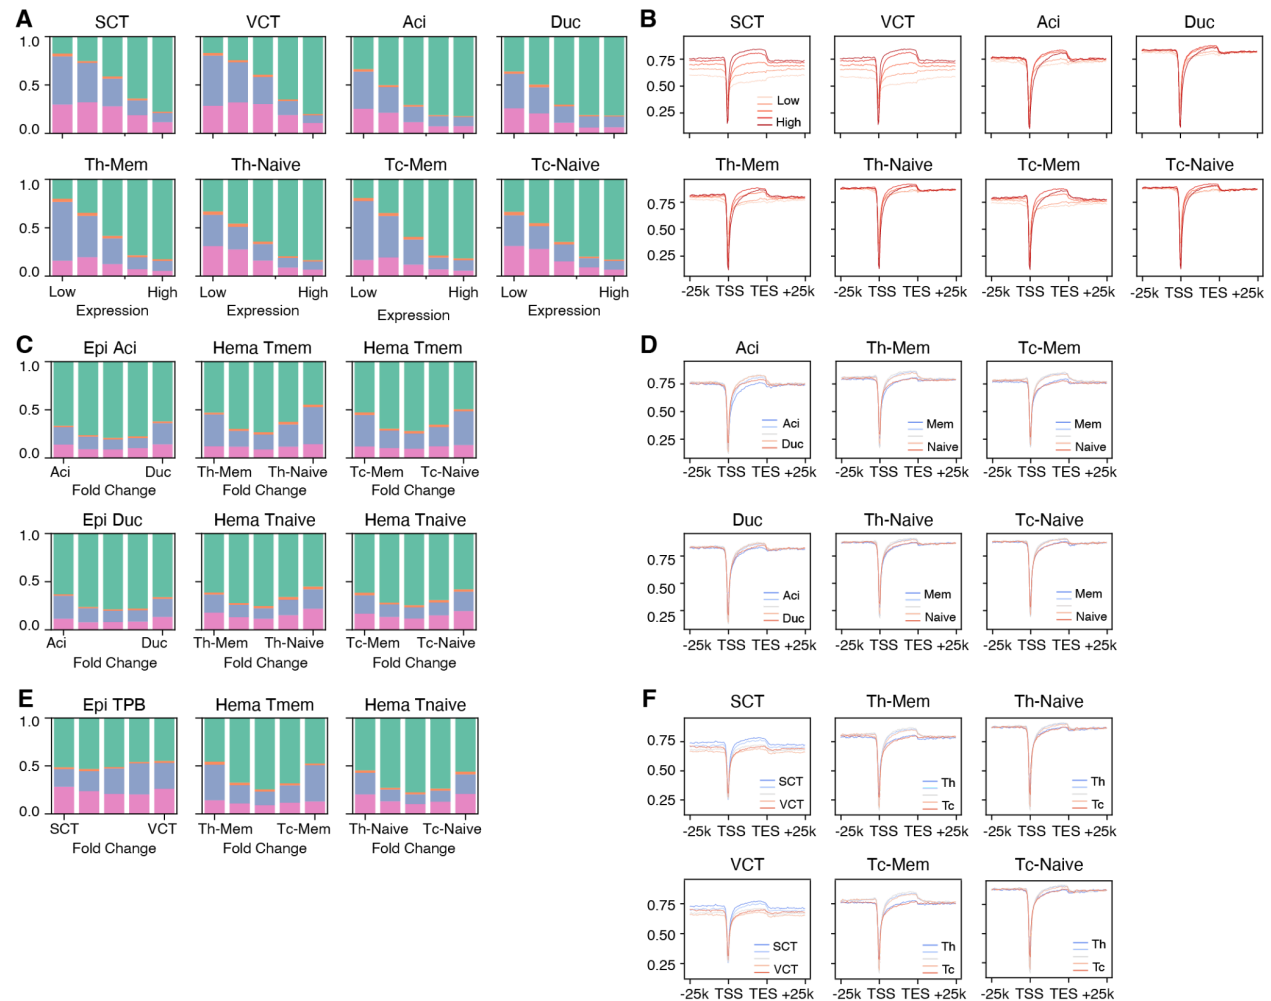 A
SCT VCT Aci Duc
1.0
0.5
0.0
Th-Mem Th-Naive Tc-Mem Tc-Naive
1.0
0.5
0.0
Low High Low High Low High Low High
Expression Expression Expression Expression
B
SCT VCT Aci Duc
0.75
0.50
0.25
Low
High
Th-Mem Th-Naive Tc-Mem Tc-Naive
0.75
0.50
0.25
-25k TSS TES +25k -25k TSS TES +25k -25k TSS TES +25k -25k TSS TES +25k
C
Epi Aci Hema Tmem Hema Tmem
1.0
0.5
0.0
Aci Duc Th-Mem Th-Naive Tc-Mem Tc-Naive
Fold Change Fold Change Fold Change
Epi Duc Hema Tnaive Hema Tnaive
1.0
0.5
0.0
Aci Duc Th-Mem Th-Naive Tc-Mem Tc-Naive
Fold Change Fold Change Fold Change
D
Aci Th-Mem Tc-Mem
0.75
0.50
0.25
Aci Mem Mem
Duc Naive Naive
-25k TSS TES +25k -25k TSS TES +25k -25k TSS TES +25k
Duc Th-Naive Tc-Naive
0.75
0.50
0.25
Aci Mem Mem
Duc Naive Naive
-25k TSS TES +25k -25k TSS TES +25k -25k TSS TES +25k
E
Epi TPB Hema Tmem Hema Tnaive
1.0
0.5
0.0
SCT VCT Th-Mem Tc-Mem Th-Naive Tc-Naive
Fold Change Fold Change Fold Change
F
SCT Th-Mem Th-Naive
0.75
0.50
0.25
SCT Th Th
VCT Tc Tc
-25k TSS TES +25k -25k TSS TES +25k -25k TSS TES +25k
VCT Tc-Mem Tc-Naive
0.75
0.50
0.25
SCT Th Th
VCT Tc Tc
-25k TSS TES +25k -25k TSS TES +25k -25k TSS TES +25k